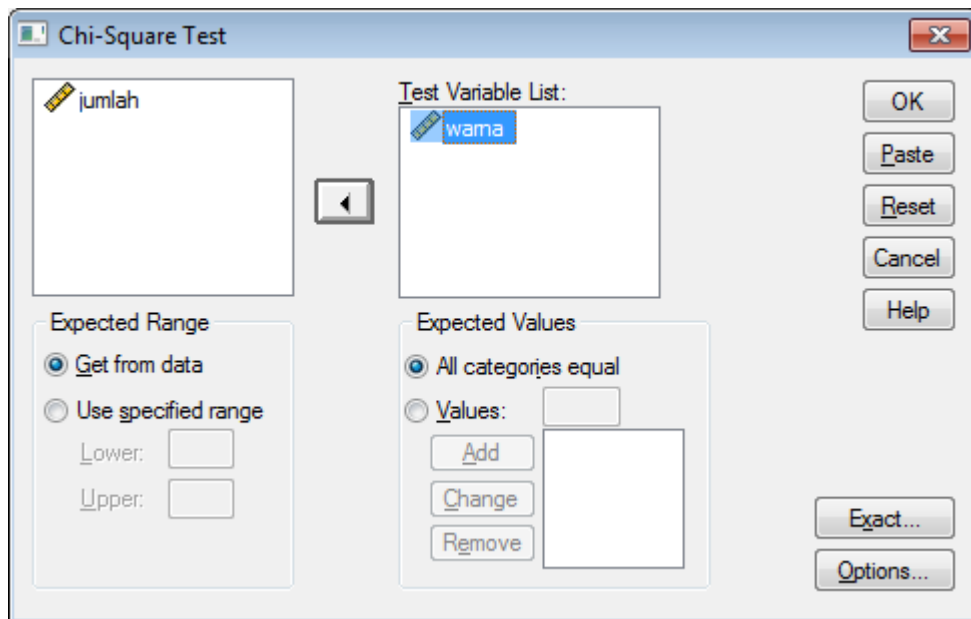 Chi-Square Test
jumlah
Test Variable List:
warna
OK
Paste
Reset
Cancel
Help
Expected Range
Get from data
Use specified range
Lower:
Upper:
Expected Values
All categories equal
Values:
Add
Change
Remove
Exact...
Options...